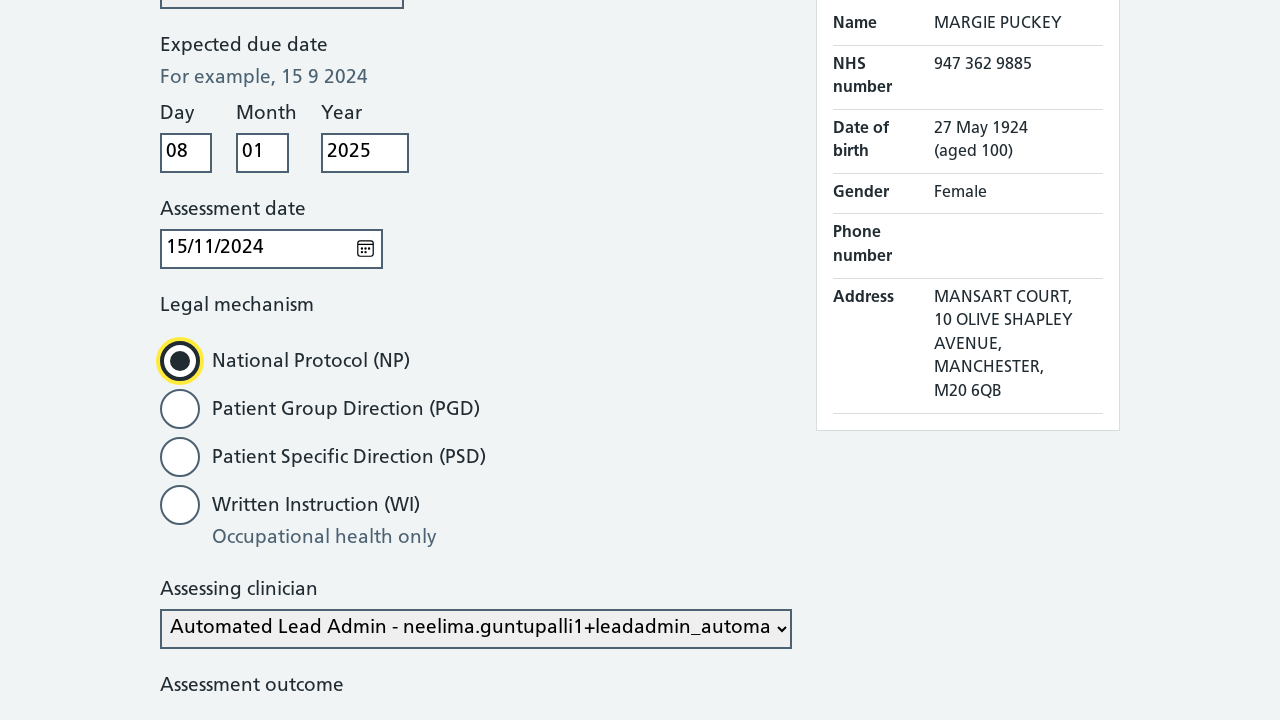 Expected due date
For example, 15 9 2024
Day Month Year
08 01 2025
Assessment date
15/11/2024
Legal mechanism
National Protocol (NP)
Patient Group Direction (PGD)
Patient Specific Direction (PSD)
Written Instruction (WI)
Occupational health only
Assessing clinician
Automated Lead Admin - neelima.guntupalli1+leadadmin_automa
Assessment outcome
Name MARGIE PUCKEY
NHS number 947 362 9885
Date of birth 27 May 1924
(aged 100)
Gender Female
Phone number
Address MANSART COURT,
10 OLIVE SHAPLEY
AVENUE,
MANCHESTER,
M20 6QB